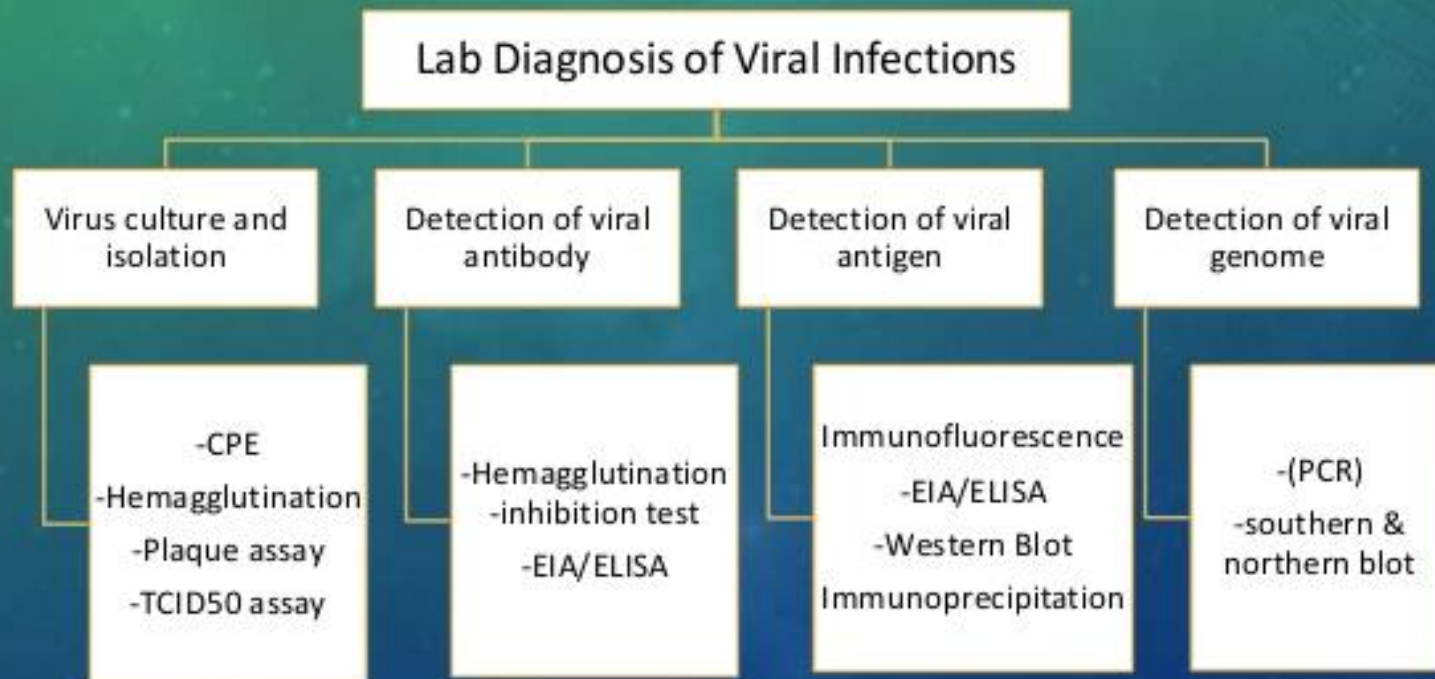 Lab Diagnosis of Viral Infections
Virus culture and
isolation
Detection of viral
antibody
Detection of viral
antigen
Detection of viral
genome
-CPE
-Hemagglutination
-Plaque assay
-TCID50 assay
-Hemagglutination
-inhibition test
-EIA/ELISA
Immunofluorescence
-EIA/ELISA
-Western Blot
Immunoprecipitation
-(PCR)
-southern &
northern blot